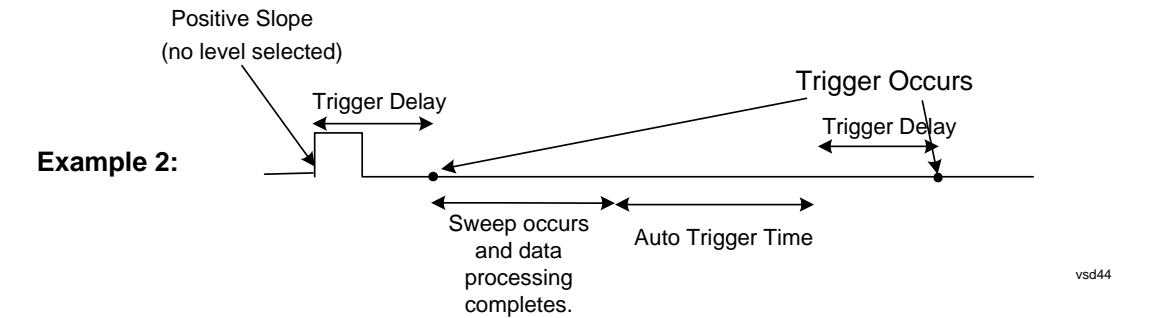 Positive Slope
(no level selected)
Trigger Delay
Trigger Occurs
Trigger Delay
Example 2:
Sweep occurs
and data
processing
completes.
Auto Trigger Time
vsd44